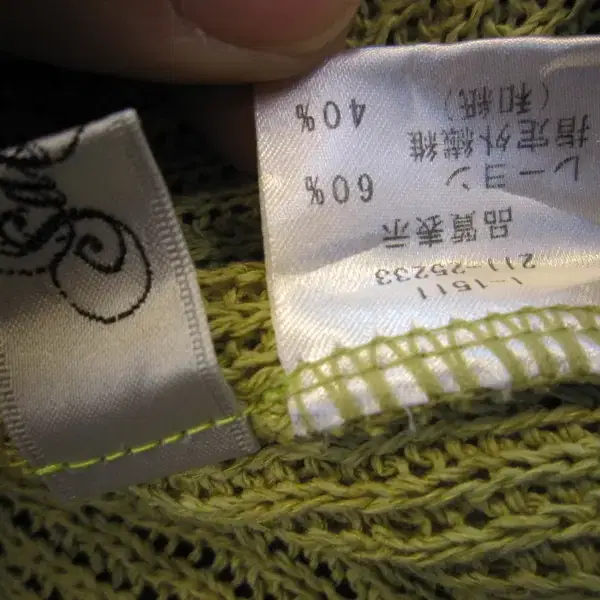 1-1511
211-25233
品質表示
レーヨン 60%
指定外繊維 40%
(和紙)